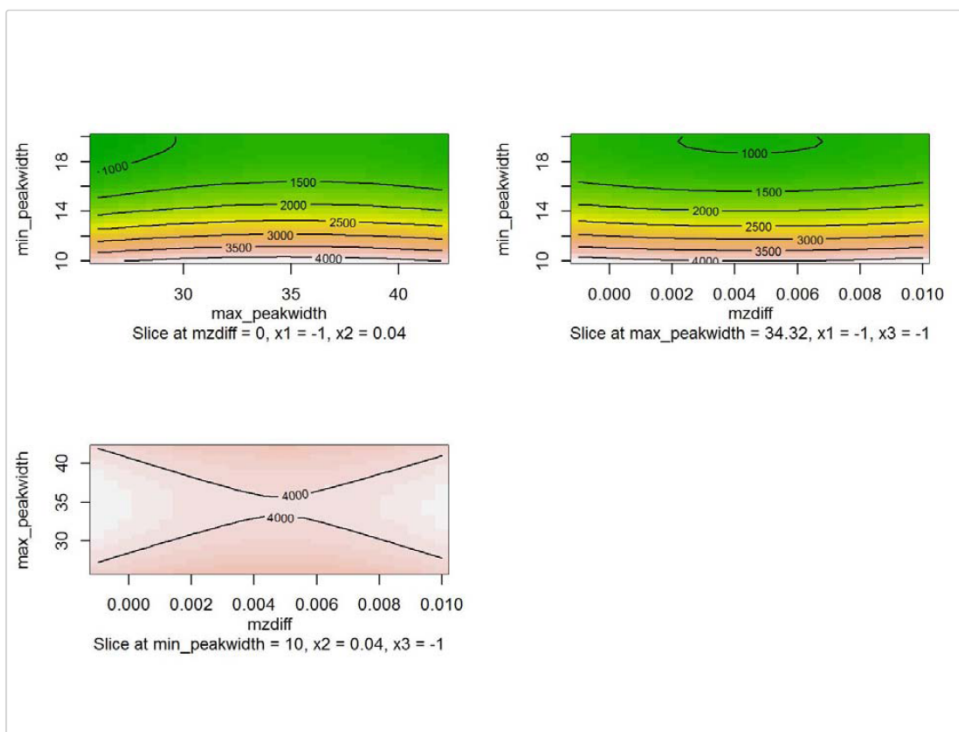 min_peakwidth
18
14
10
1000
1500
2000
2500
3000
3500
4000
30 35 40
max_peakwidth
Slice at mzdiff = 0, x1 = -1, x2 = 0.04
min_peakwidth
18
14
10
1000
1500
2000
2500
3000
3500
4000
0.000 0.002 0.004 0.006 0.008 0.010
mzdiff
Slice at max_peakwidth = 34.32, x1 = -1, x3 = -1
max_peakwidth
40
35
30
4000
4000
0.000 0.002 0.004 0.006 0.008 0.010
mzdiff
Slice at min_peakwidth = 10, x2 = 0.04, x3 = -1